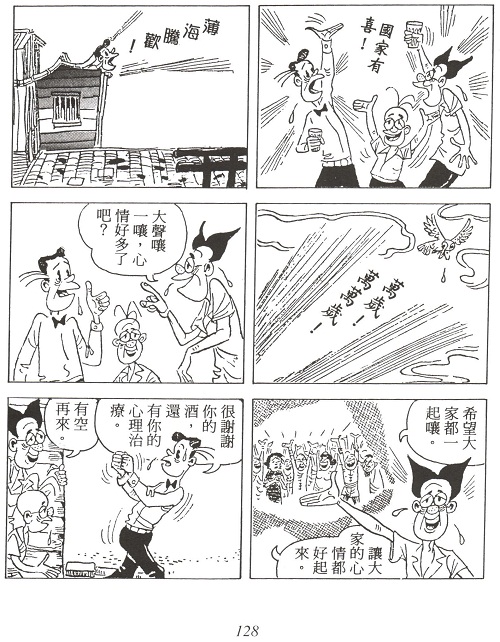 國家有
喜！
薄海騰歡！
萬歲！
萬萬歲！
大聲嚷
一嚷，心
情好多了
吧？
希望大
家都一
起嚷。
讓大
家的心
情都
好起
來。
很謝謝
你的
酒，
還
有你的
心理治
療。
有空
再來。
128